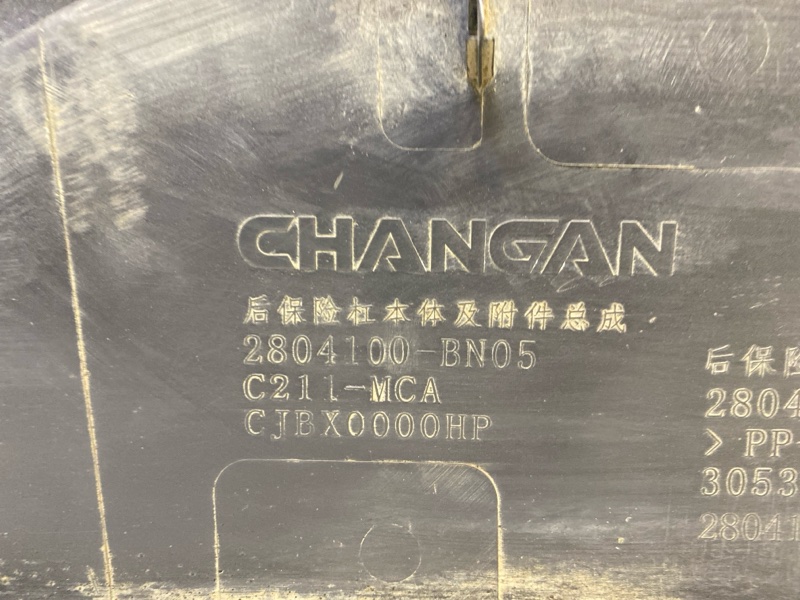 CHANGAN
后保险杠本体及附件总成
2804100-BN05
C211-MCA
CJBX0000HP
后保险
2804
> PP-
3053
28041